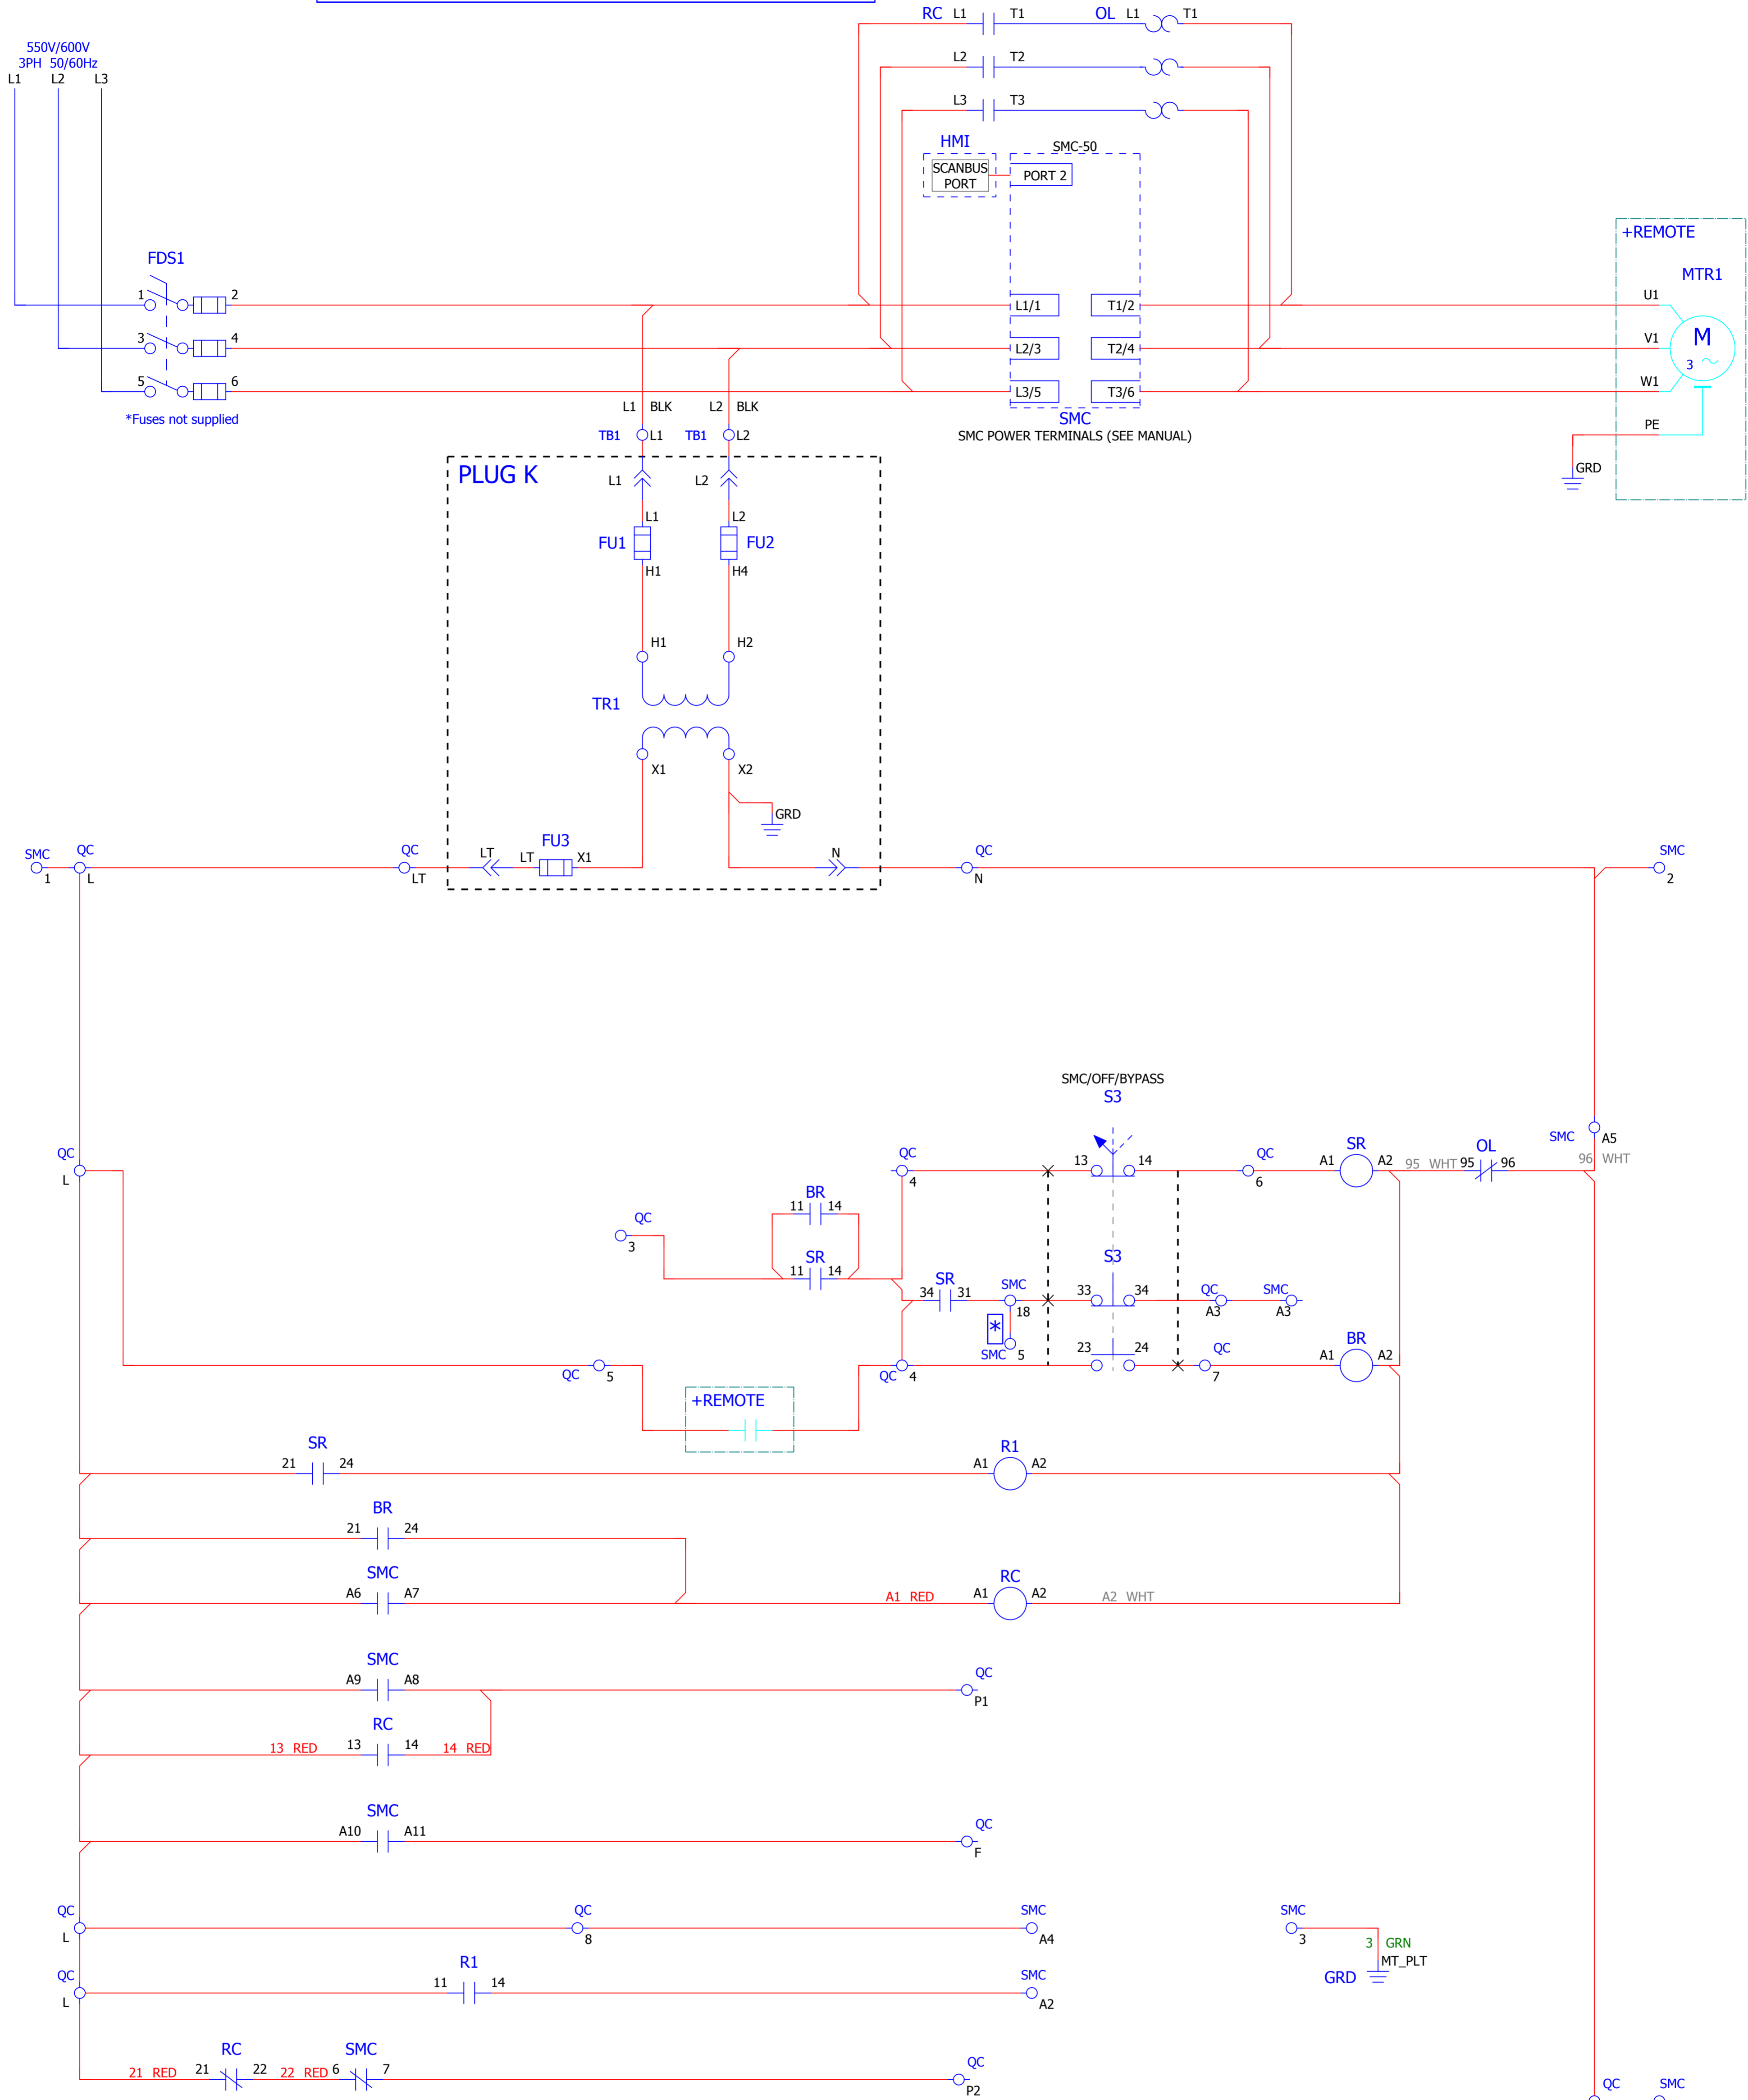 RC L1 T1 OL L1 T1
550V/600V
3PH 50/60Hz
L1 L2 L3
L2 T2
L3 T3
HMI
SMC-50
SCANBUS
PORT
PORT 2
+REMOTE
MTR1
FDS1
1 2
L1/1 T1/2
U1
3 4
L2/3 T2/4
V1
M
3
5 6
L3/5 T3/6
W1
*Fuses not supplied
L1 BLK L2 BLK
SMC
SMC POWER TERMINALS (SEE MANUAL)
PE
TB1 L1 TB1 L2
GRD
PLUG K
L1 L2
L1 L2
FU1 FU2
H1 H4
H1 H2
TR1
X1 X2
GRD
SMC QC QC FU3 QC SMC
LT LT X1 N
1 L LT N 2
SMC/OFF/BYPASS
S3
SMC A5
QC QC 13 14 QC SR OL
A1 A2 95 WHT 95 96 96 WHT
L 4 6
BR
11 14
QC
3
SR
11 14
S3
SR
34 31 SMC 33 34 QC SMC
18 A3 A3
*
SMC 5
23 24 QC BR
A1 A2
QC 5 QC 4 7
+REMOTE
SR R1
21 24 A1 A2
BR
21 24
SMC RC
A6 A7 A1 RED A1 A2 A2 WHT
SMC
A9 A8 QC
P1
RC
13 RED 13 14 14 RED
SMC
A10 A11 QC
F
QC QC SMC SMC
L 8 A4 3
3 GRN
MT_PLT
GRD
QC R1 SMC
11 14
L A2
RC SMC
21 RED 21 22 22 RED 6 7 QC
P2
QC SMC